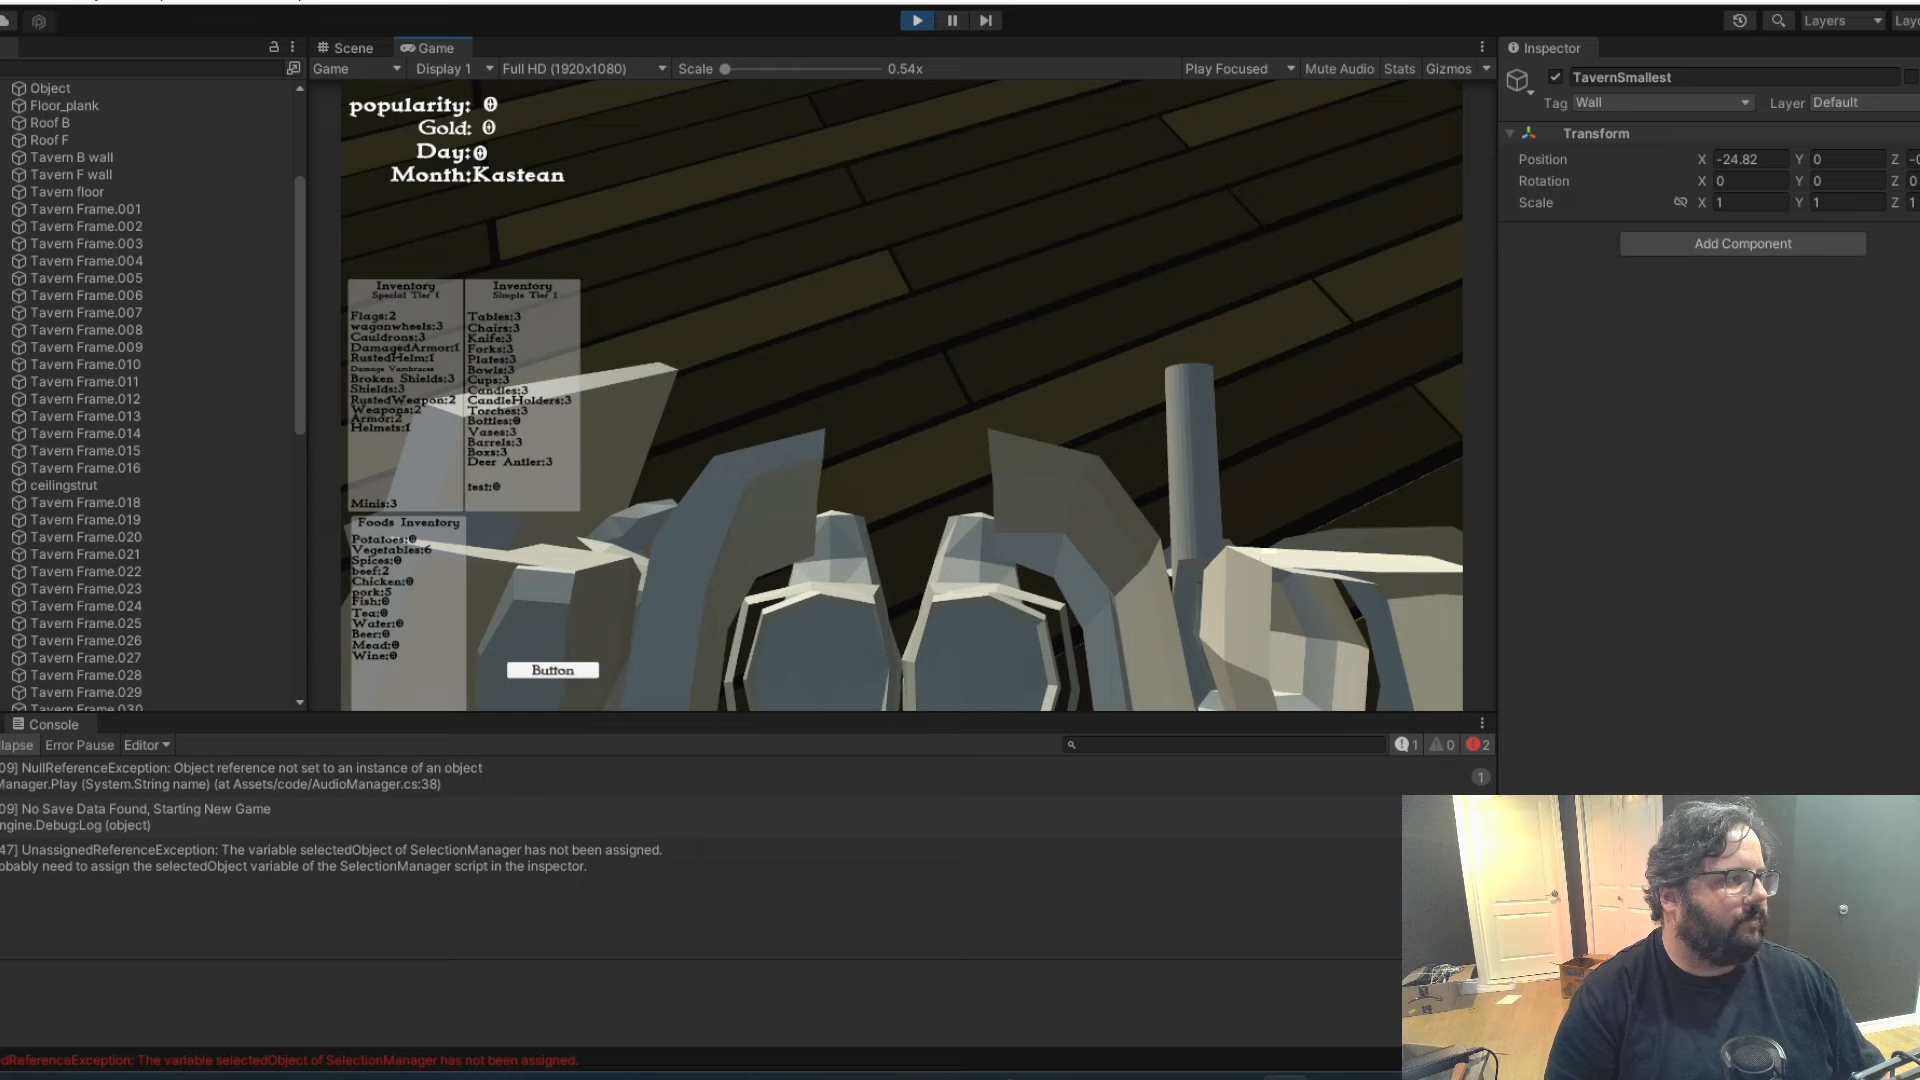 Layers
Scene
Game
Inspector
Game
Display 1
Full HD (1920x1080)
Scale
0.54x
Play Focused
Mute Audio
Stats
Gizmos
TavernSmallest
Tag
Wall
Layer
Default
Transform
Position
X
-24.82
Y
0
Z
Rotation
X
0
Y
0
Z
0
Scale
X
1
Y
1
Z
1
Add Component
Object
Floor_plank
Roof B
Roof F
Tavern B wall
Tavern F wall
Tavern floor
Tavern Frame.001
Tavern Frame.002
Tavern Frame.003
Tavern Frame.004
Tavern Frame.005
Tavern Frame.006
Tavern Frame.007
Tavern Frame.008
Tavern Frame.009
Tavern Frame.010
Tavern Frame.011
Tavern Frame.012
Tavern Frame.013
Tavern Frame.014
Tavern Frame.015
Tavern Frame.016
ceilingstrut
Tavern Frame.018
Tavern Frame.019
Tavern Frame.020
Tavern Frame.021
Tavern Frame.022
Tavern Frame.023
Tavern Frame.024
Tavern Frame.025
Tavern Frame.026
Tavern Frame.027
Tavern Frame.028
Tavern Frame.029
Tavern Frame.030
popularity: 0
Gold: 0
Day:0
Month:Kastean
Inventory
Special Tier 1
Flags:2
wagonwheels:3
Cauldrons:3
DamagedArmor:1
RustedHelm:1
Damage Vambraces
Broken Shields:3
Shields:3
RustedWeapon:2
Weapons:2
Armor:2
Helmets:1
Minis:3
Inventory
Simple Tier 1
Tables:3
Chairs:3
Knife:3
Forks:3
Plates:3
Bowls:3
Cups:3
Candles:3
CandleHolders:3
Torches:3
Bottles:0
Vases:3
Barrels:3
Boxs:3
Deer Antler:3
test:0
Foods Inventory
Potatoes:0
Vegetables:6
Spices:0
beef:2
Chicken:0
pork:5
Fish:0
Tea:0
Water:0
Beer:0
Mead:0
Wine:0
Button
Console
lapse
Error Pause
Editor
1
0
2
09] NullReferenceException: Object reference not set to an instance of an object
Manager.Play (System.String name) (at Assets/code/AudioManager.cs:38)
1
09] No Save Data Found, Starting New Game
ngine.Debug:Log (object)
47] UnassignedReferenceException: The variable selectedObject of SelectionManager has not been assigned.
obably need to assign the selectedObject variable of the SelectionManager script in the inspector.
dReferenceException: The variable selectedObject of SelectionManager has not been assigned.